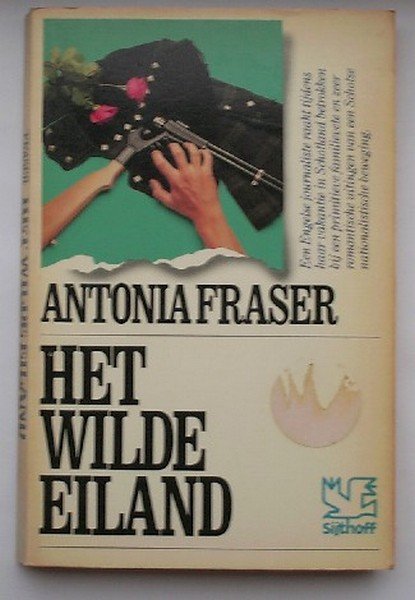 Een Engelse journaliste raakt tijdens
haar vakantie in Schotland betrokken
bij een primitieve familievete en zeer
romantische uitingen van een Schotse
nationalistische beweging.
ANTONIA FRASER
HET
WILDE
EILAND
Sijthoff